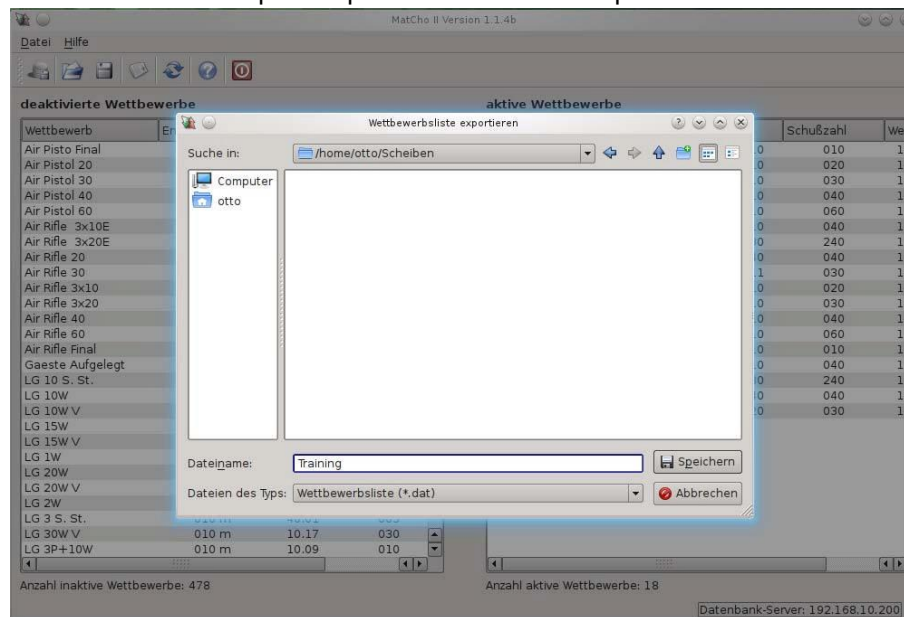 MatCho II Version 1.1.4b
Datei Hilfe
deaktivierte Wettbewerbe
aktive Wettbewerbe
Wettbewerb
Schußzahl
Wettbewerbsliste exportieren
Suche in: /home/otto/Scheiben
Computer
otto
Dateiname: Training
Speichern
Dateien des Typs: Wettbewerbsliste (*.dat)
Abbrechen
Air Pisto Final
Air Pistol 20
Air Pistol 30
Air Pistol 40
Air Pistol 60
Air Rifle 3x10E
Air Rifle 3x20E
Air Rifle 20
Air Rifle 30
Air Rifle 3x10
Air Rifle 3x20
Air Rifle 40
Air Rifle 60
Air Rifle Final
Gaeste Aufgelegt
LG 10 S. St.
LG 10W
LG 10W V
LG 15W
LG 15W V
LG 1W
LG 20W
LG 20W V
LG 2W
LG 3 S. St.
LG 30W V 010 m 10.17 030
LG 3P+10W 010 m 10.09 010
010
020
030
040
060
040
240
040
030
020
030
040
060
010
040
240
040
030
Anzahl inaktive Wettbewerbe: 478
Anzahl aktive Wettbewerbe: 18
Datenbank-Server: 192.168.10.200